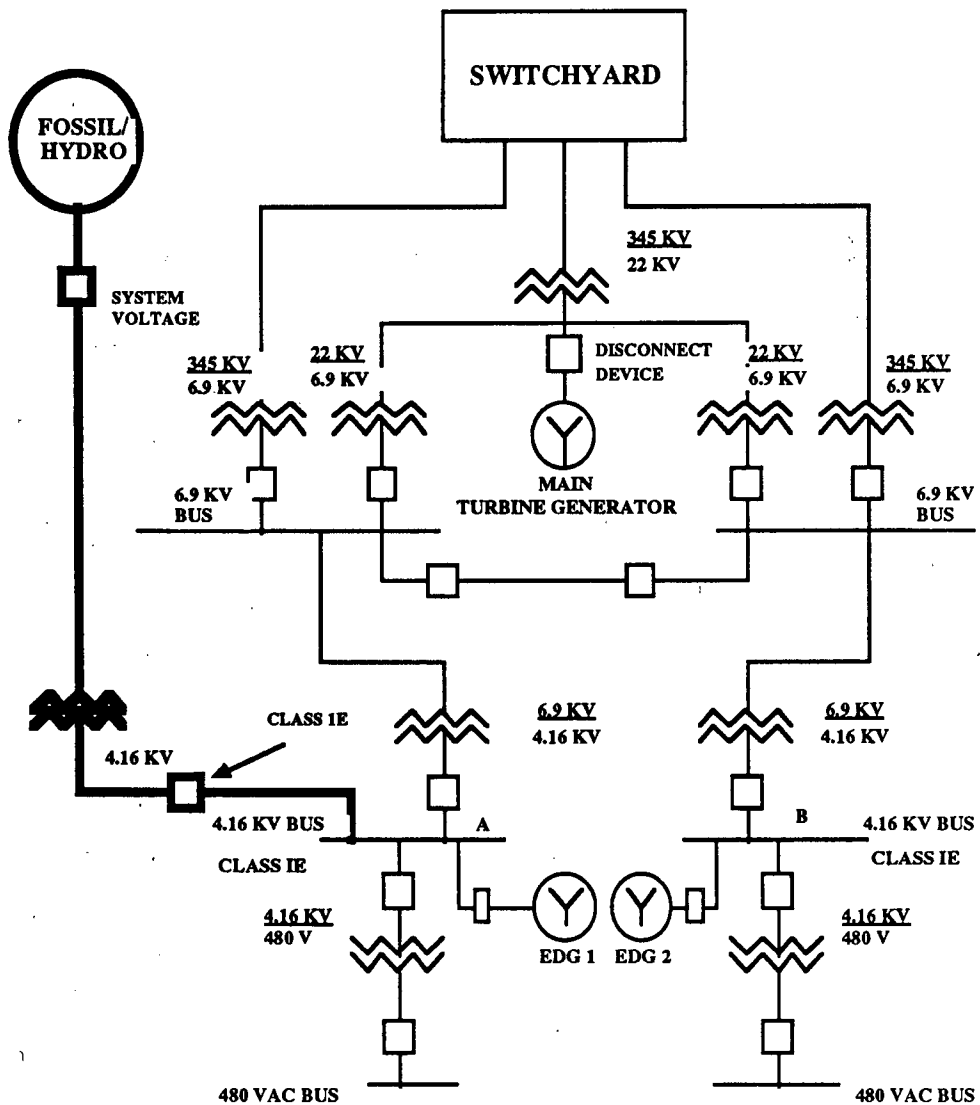 SWITCHYARD
FOSSIL/
HYDRO
SYSTEM
VOLTAGE
345 KV
22 KV
345 KV
6.9 KV
22 KV
6.9 KV
DISCONNECT
DEVICE
22 KV
6.9 KV
345 KV
6.9 KV
MAIN
TURBINE GENERATOR
6.9 KV
BUS
6.9 KV
BUS
CLASS 1E
4.16 KV
6.9 KV
4.16 KV
6.9 KV
4.16 KV
4.16 KV BUS
A
CLASS IE
B
4.16 KV BUS
CLASS IE
4.16 KV
480 V
EDG 1
EDG 2
4.16 KV
480 V
480 VAC BUS
480 VAC BUS